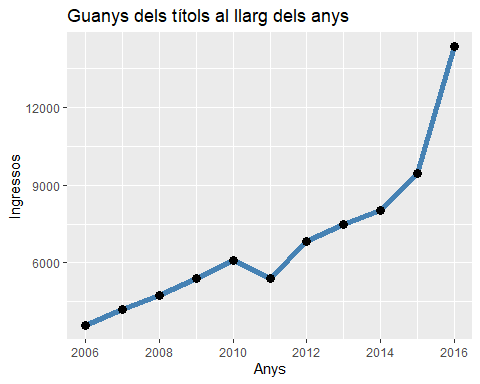 Guanys dels títols al llarg dels anys
Ingressos
12000
9000
6000
2006 2008 2010 2012 2014 2016
Anys